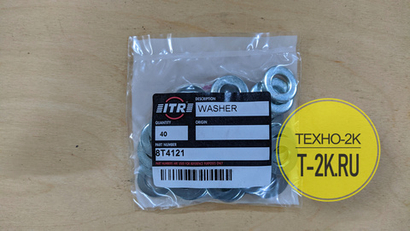 ITR
DESCRIPTION
WASHER
QUANTITY
ORIGIN
40
PART NUMBER
8T4121
ТЕХНО-2К
T-2K.RU